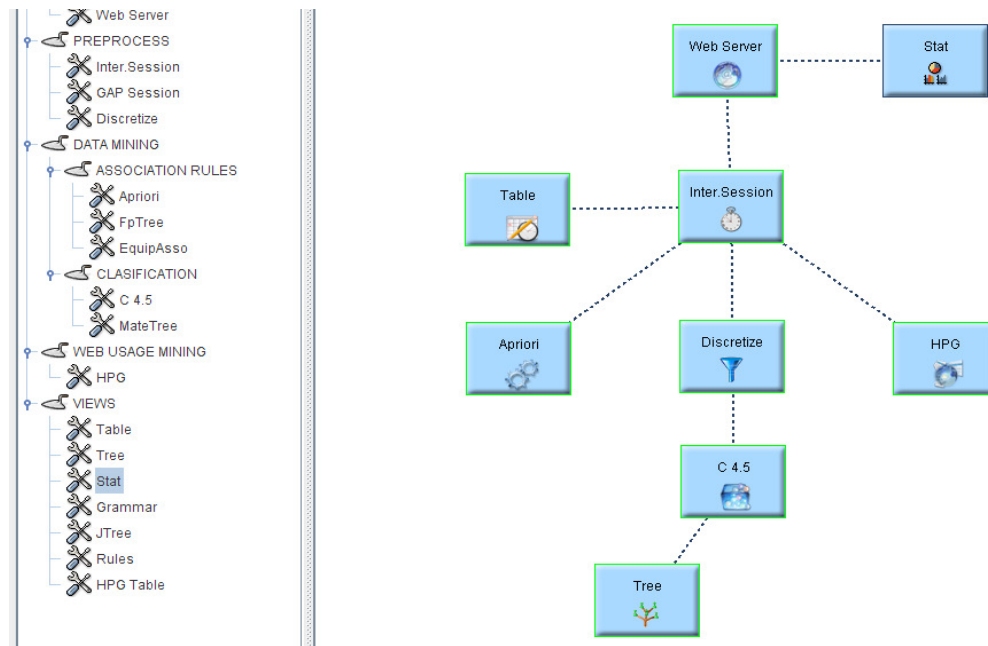 Web Server
PREPROCESS
Inter.Session
GAP Session
Discretize
DATA MINING
ASSOCIATION RULES
Apriori
FpTree
EquipAsso
CLASIFICATION
C 4.5
MateTree
WEB USAGE MINING
HPG
VIEWS
Table
Tree
Stat
Grammar
JTree
Rules
HPG Table
Web Server
Stat
Table
Inter.Session
Apriori
Discretize
HPG
C 4.5
Tree